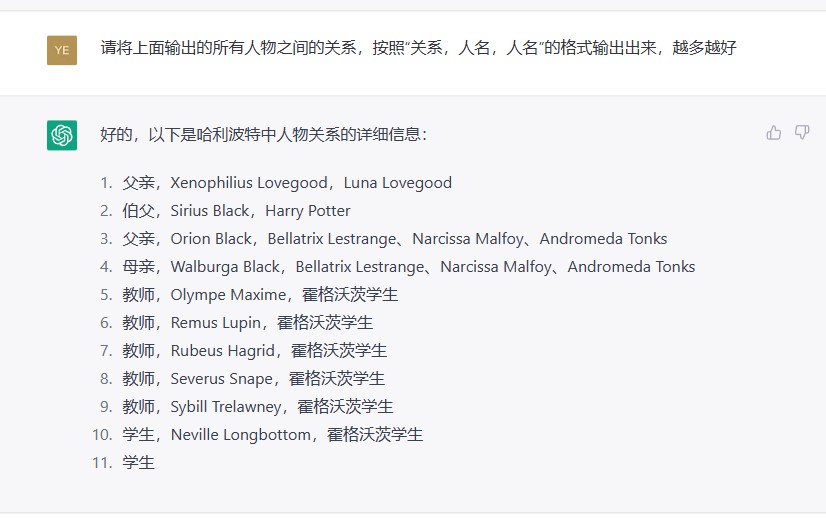 YE
请将上面输出的所有人物之间的关系，按照“关系，人名，人名”的格式输出出来，越多越好
好的，以下是哈利波特中人物关系的详细信息：
1. 父亲，Xenophilius Lovegood，Luna Lovegood
2. 伯父，Sirius Black，Harry Potter
3. 父亲，Orion Black，Bellatrix Lestrange、Narcissa Malfoy、Andromeda Tonks
4. 母亲，Walburga Black，Bellatrix Lestrange、Narcissa Malfoy、Andromeda Tonks
5. 教师，Olympe Maxime，霍格沃茨学生
6. 教师，Remus Lupin，霍格沃茨学生
7. 教师，Rubeus Hagrid，霍格沃茨学生
8. 教师，Severus Snape，霍格沃茨学生
9. 教师，Sybill Trelawney，霍格沃茨学生
10. 学生，Neville Longbottom，霍格沃茨学生
11. 学生